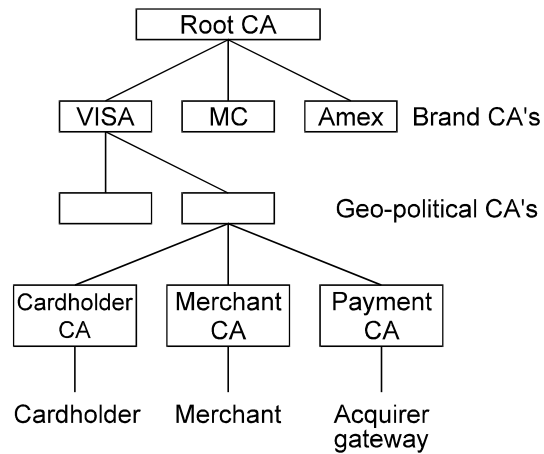 Root CA
VISA
MC
Amex
Brand CA's
Geo-political CA's
Cardholder
CA
Merchant
CA
Payment
CA
Cardholder
Merchant
Acquirer
gateway